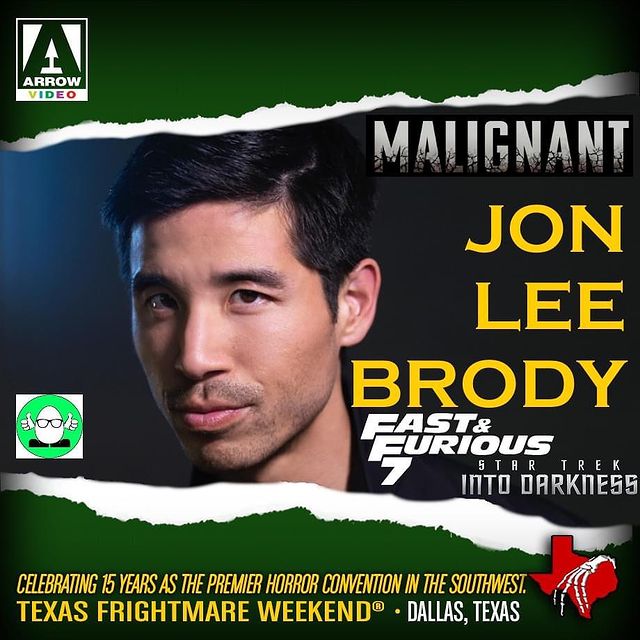 ARROW
VIDEO
MALIGNANT
JON
LEE
BRODY
FAST &
FURIOUS
7
STAR TREK
INTO DARKNESS
CELEBRATING 15 YEARS AS THE PREMIER HORROR CONVENTION IN THE SOUTHWEST.
TEXAS FRIGHTMARE WEEKEND® • DALLAS, TEXAS